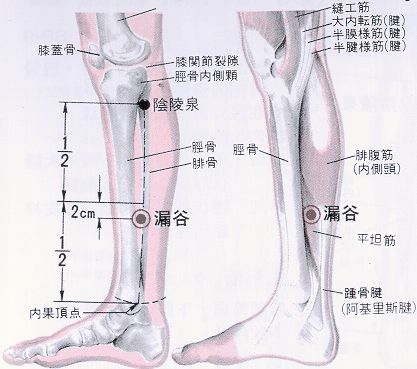 膝蓋骨
膝關節裂隙
脛骨内側顆
陰陵泉
1/2
脛骨
腓骨
2cm
漏谷
1/2
内果頂点
縫工筋
大内転筋(腱)
半膜様筋(腱)
半腱様筋(腱)
脛骨
腓腹筋
(内側頭)
漏谷
平坦筋
踵骨腱
(阿基里斯腱)